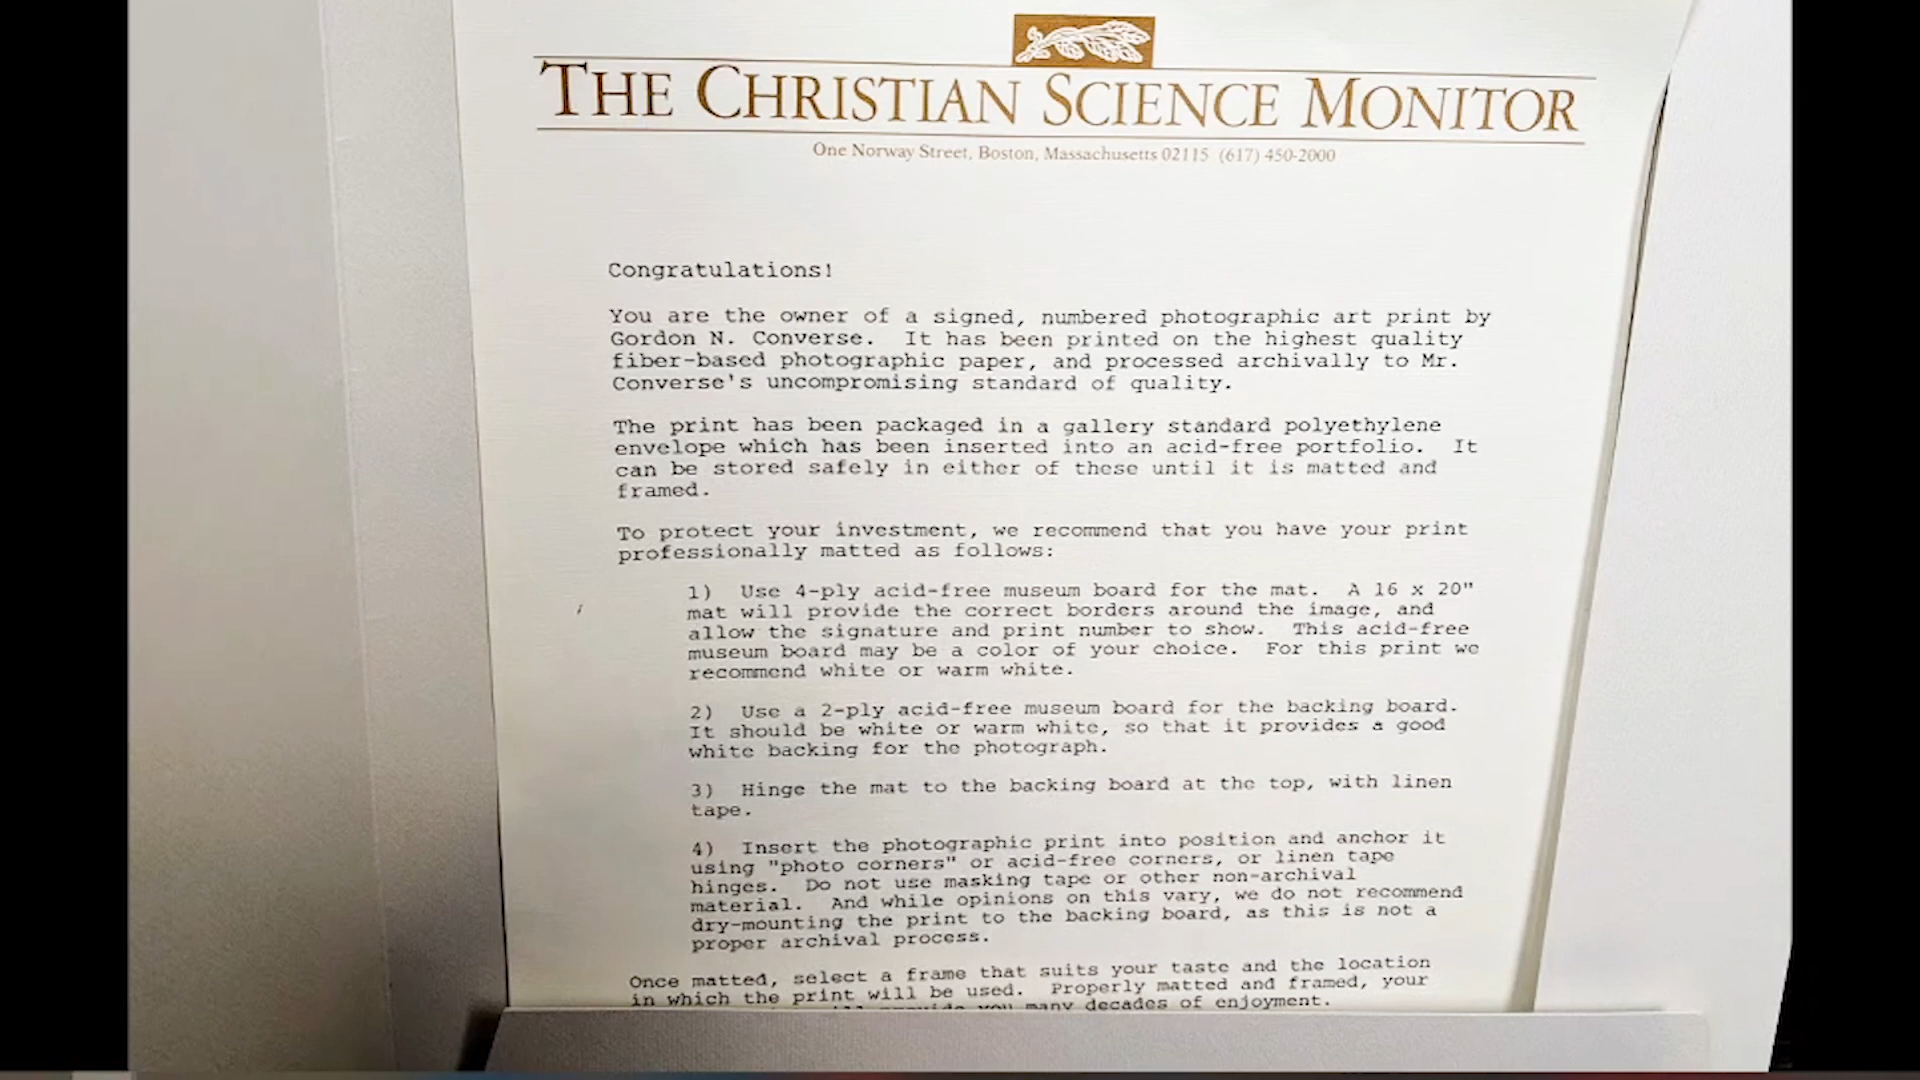 THE CHRISTIAN SCIENCE MONITOR
One Norway Street, Boston, Massachusetts 02115 (617) 450-2000
Congratulations!
You are the owner of a signed, numbered photographic art print by
Gordon N. Converse. It has been printed on the highest quality
fiber-based photographic paper, and processed archivally to Mr.
Converse's uncompromising standard of quality.
The print has been packaged in a gallery standard polyethylene
envelope which has been inserted into an acid-free portfolio. It
can be stored safely in either of these until it is matted and
framed.
To protect your investment, we recommend that you have your print
professionally matted as follows:
1) Use 4-ply acid-free museum board for the mat. A 16 x 20"
mat will provide the correct borders around the image, and
allow the signature and print number to show. This acid-free
museum board may be a color of your choice. For this print we
recommend white or warm white.
2) Use a 2-ply acid-free museum board for the backing board.
It should be white or warm white, so that it provides a good
white backing for the photograph.
3) Hinge the mat to the backing board at the top, with linen
tape.
4) Insert the photographic print into position and anchor it
using "photo corners" or acid-free corners, or linen tape
hinges. Do not use masking tape or other non-archival
material. And while opinions on this vary, we do not recommend
dry-mounting the print to the backing board, as this is not a
proper archival process.
Once matted, select a frame that suits your taste and the location
in which the print will be used. Properly matted and framed, your
will provide you many decades of enjoyment.